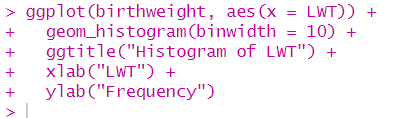 > ggplot(birthweight, aes(x = LWT)) +
+   geom_histogram(binwidth = 10) +
+   ggtitle("Histogram of LWT") +
+   xlab("LWT") +
+   ylab("Frequency")
>